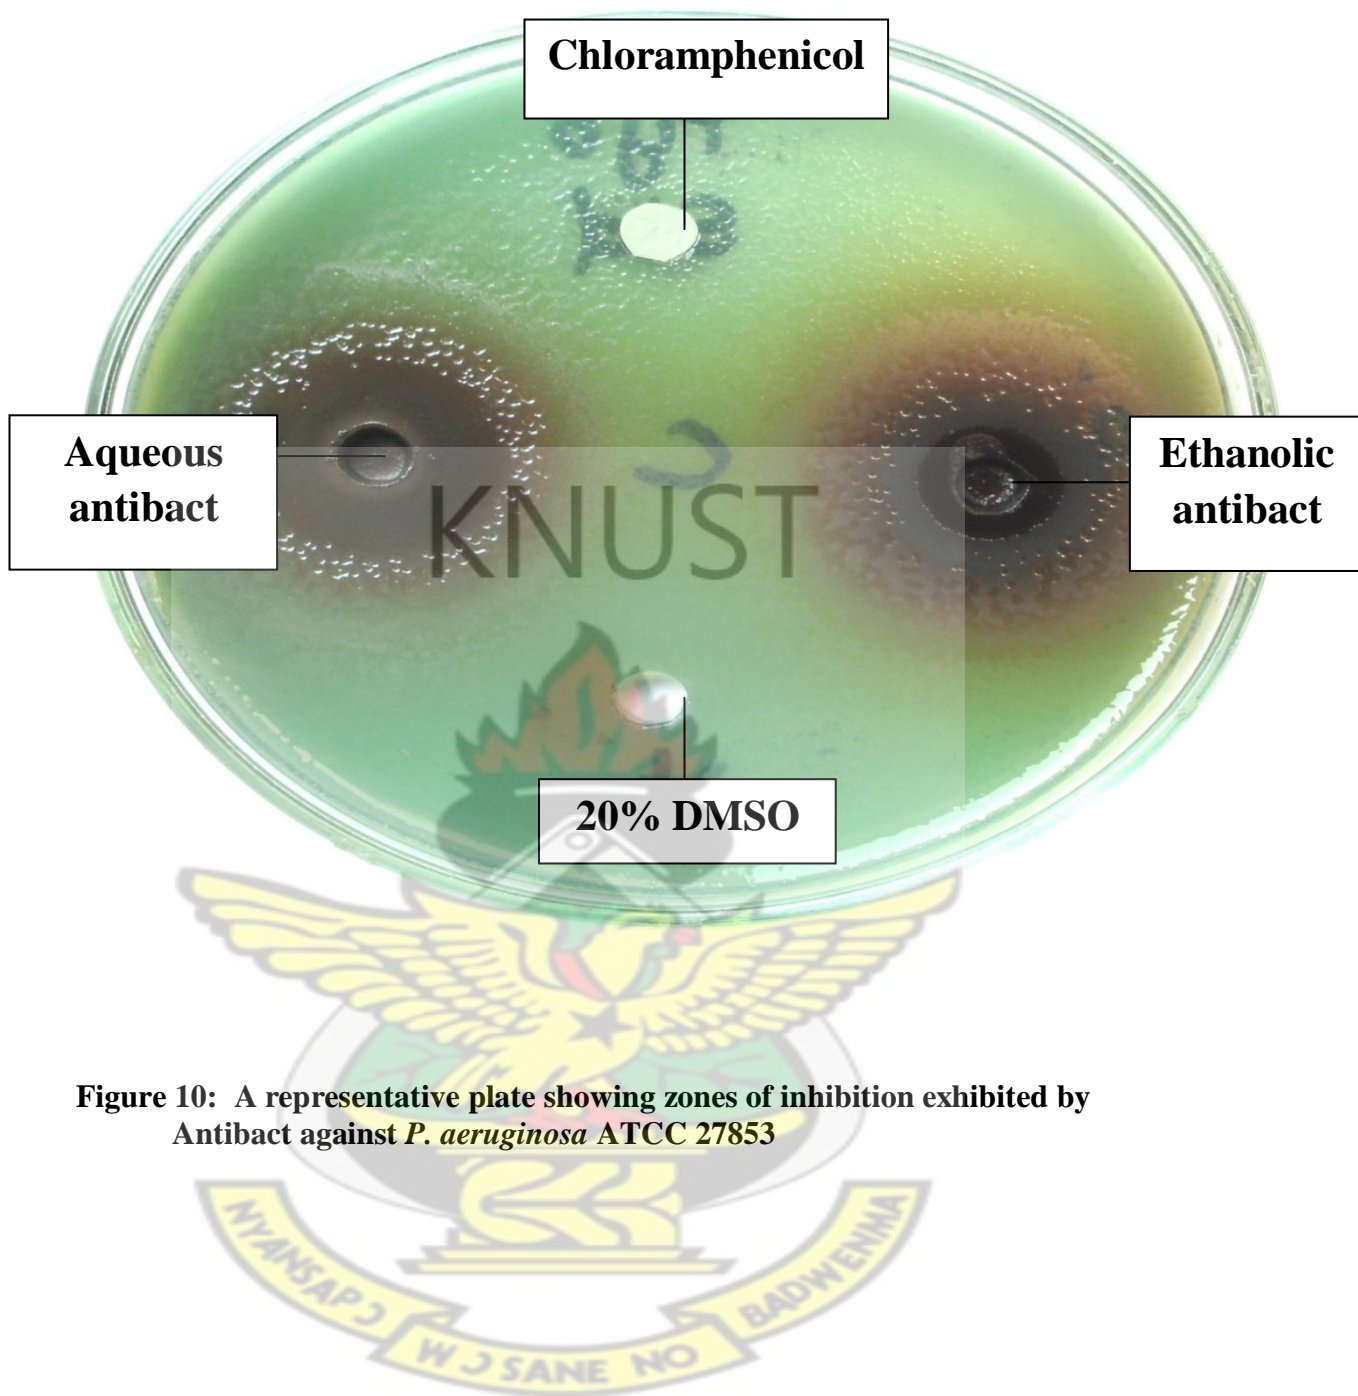 Chloramphenicol
Aqueous
antibact
Ethanolic
antibact
KNUST
20% DMSO
Figure 10: A representative plate showing zones of inhibition exhibited by
Antibact against P. aeruginosa ATCC 27853
NYANSAPƆ
WƆSANE NO
BADWENMA